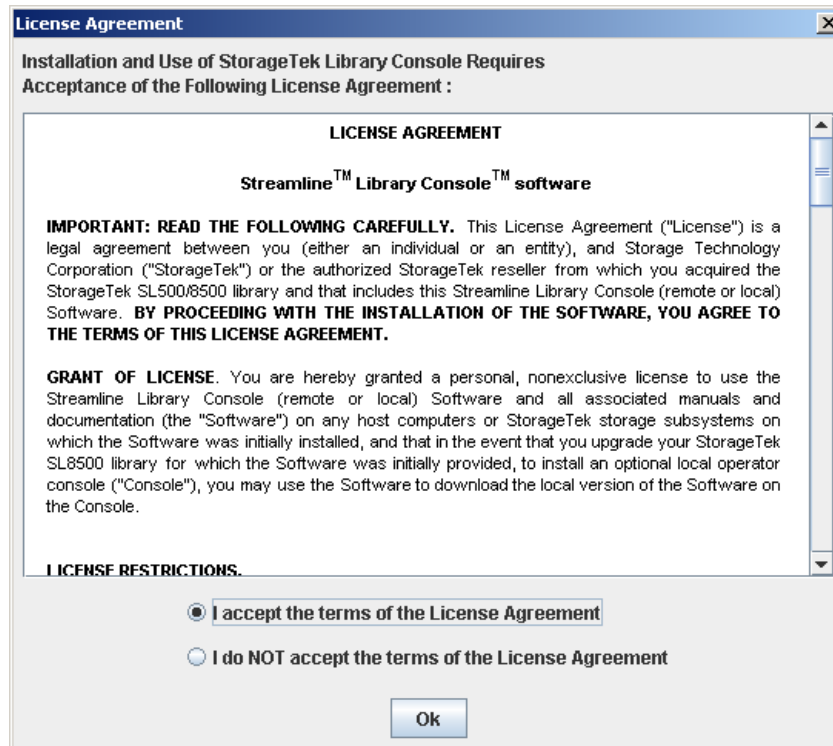 License Agreement
Installation and Use of StorageTek Library Console Requires
Acceptance of the Following License Agreement :
LICENSE AGREEMENT
Streamline™ Library Console™ software
IMPORTANT: READ THE FOLLOWING CAREFULLY. This License Agreement ("License") is a
legal agreement between you (either an individual or an entity), and Storage Technology
Corporation ("StorageTek") or the authorized StorageTek reseller from which you acquired the
StorageTek SL500/8500 library and that includes this Streamline Library Console (remote or local)
Software. BY PROCEEDING WITH THE INSTALLATION OF THE SOFTWARE, YOU AGREE TO
THE TERMS OF THIS LICENSE AGREEMENT.
GRANT OF LICENSE. You are hereby granted a personal, nonexclusive license to use the
Streamline Library Console (remote or local) Software and all associated manuals and
documentation (the "Software") on any host computers or StorageTek storage subsystems on
which the Software was initially installed, and that in the event that you upgrade your StorageTek
SL8500 library for which the Software was initially provided, to install an optional local operator
console ("Console"), you may use the Software to download the local version of the Software on
the Console.
LICENSE RESTRICTIONS.
I accept the terms of the License Agreement
I do NOT accept the terms of the License Agreement
Ok